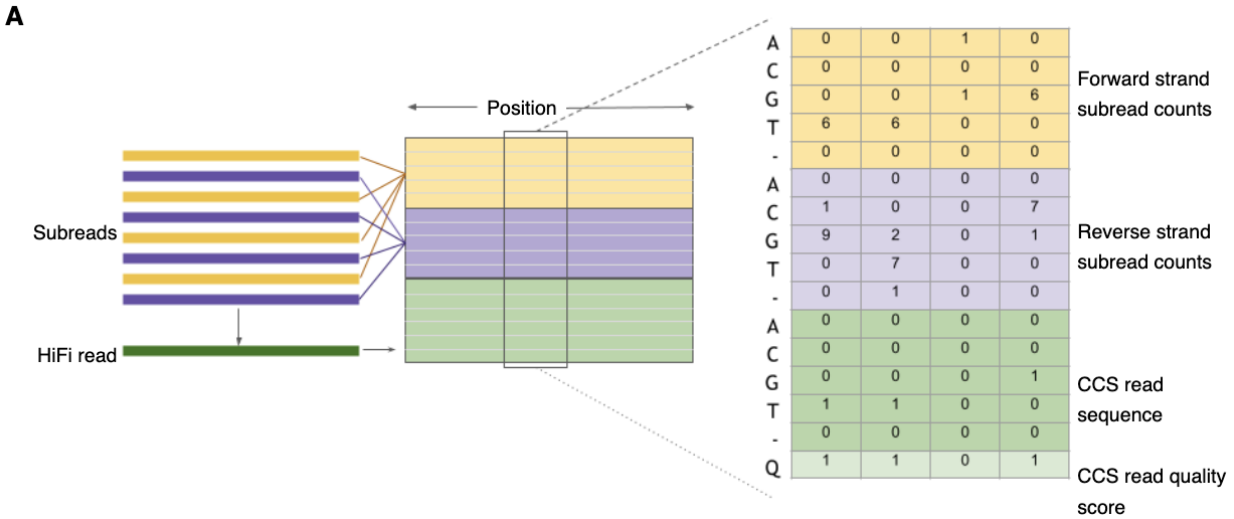 A
Position
Subreads
HiFi read
A 0 0 1 0
C 0 0 0 0
G 0 0 1 6
T 6 6 0 0
- 0 0 0 0
A 0 0 0 0
C 1 0 0 7
G 9 2 0 1
T 0 7 0 0
- 0 1 0 0
A 0 0 0 0
C 0 0 0 0
G 0 0 0 1
T 1 1 0 0
- 0 0 0 0
Q 1 1 0 1
Forward strand
subread counts
Reverse strand
subread counts
CCS read
sequence
CCS read quality
score